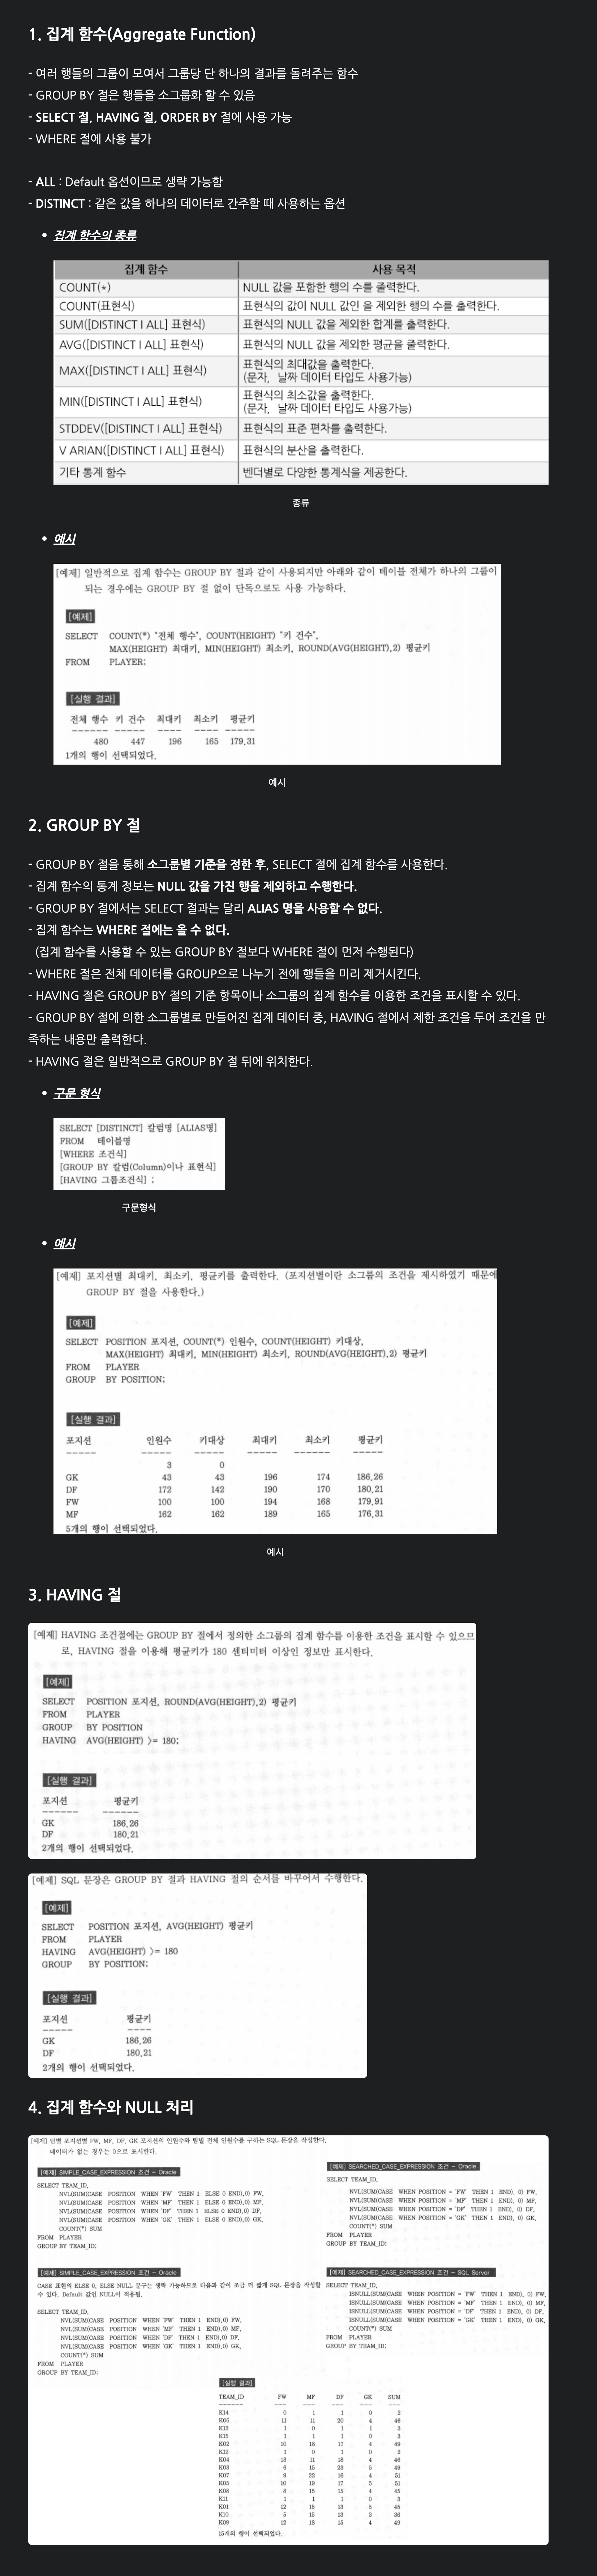 1. 집계 함수(Aggregate Function)
- 여러 행들의 그룹이 모여서 그룹당 단 하나의 결과를 돌려주는 함수
- GROUP BY 절은 행들을 소그룹화 할 수 있음
- SELECT 절, HAVING 절, ORDER BY 절에 사용 가능
- WHERE 절에 사용 불가
- ALL : Default 옵션이므로 생략 가능함
- DISTINCT : 같은 값을 하나의 데이터로 간주할 때 사용하는 옵션
• 집계 함수의 종류
집계 함수 사용 목적
COUNT(*) NULL 값을 포함한 행의 수를 출력한다.
COUNT(표현식) 표현식의 값이 NULL 값인 을 제외한 행의 수를 출력한다.
SUM([DISTINCT | ALL] 표현식) 표현식의 NULL 값을 제외한 합계를 출력한다.
AVG([DISTINCT | ALL] 표현식) 표현식의 NULL 값을 제외한 평균을 출력한다.
MAX([DISTINCT | ALL] 표현식) 표현식의 최대값을 출력한다.
(문자, 날짜 데이터 타입도 사용가능)
MIN([DISTINCT | ALL] 표현식) 표현식의 최소값을 출력한다.
(문자, 날짜 데이터 타입도 사용가능)
STDDEV([DISTINCT | ALL] 표현식) 표현식의 표준 편차를 출력한다.
V ARIAN([DISTINCT | ALL] 표현식) 표현식의 분산을 출력한다.
기타 통계 함수 벤더별로 다양한 통계식을 제공한다.
종류
• 예시
[예제] 일반적으로 집계 함수는 GROUP BY 절과 같이 사용되지만 아래와 같이 테이블 전체가 하나의 그룹이
되는 경우에는 GROUP BY 절 없이 단독으로도 사용 가능하다.
[예제]
SELECT COUNT(*) "전체 행수", COUNT(HEIGHT) "키 건수",
MAX(HEIGHT) 최대키, MIN(HEIGHT) 최소키, ROUND(AVG(HEIGHT),2) 평균키
FROM PLAYER;
[실행 결과]
전체 행수 키 건수 최대키 최소키 평균키
------ ----- ---- ---- -----
480 447 196 165 179.31
1개의 행이 선택되었다.
예시
2. GROUP BY 절
- GROUP BY 절을 통해 소그룹별 기준을 정한 후, SELECT 절에 집계 함수를 사용한다.
- 집계 함수의 통계 정보는 NULL 값을 가진 행을 제외하고 수행한다.
- GROUP BY 절에서는 SELECT 절과는 달리 ALIAS 명을 사용할 수 없다.
- 집계 함수는 WHERE 절에는 올 수 없다.
(집계 함수를 사용할 수 있는 GROUP BY 절보다 WHERE 절이 먼저 수행된다)
- WHERE 절은 전체 데이터를 GROUP으로 나누기 전에 행들을 미리 제거시킨다.
- HAVING 절은 GROUP BY 절의 기준 항목이나 소그룹의 집계 함수를 이용한 조건을 표시할 수 있다.
- GROUP BY 절에 의한 소그룹별로 만들어진 집계 데이터 중, HAVING 절에서 제한 조건을 두어 조건을 만
족하는 내용만 출력한다.
- HAVING 절은 일반적으로 GROUP BY 절 뒤에 위치한다.
• 구문 형식
SELECT [DISTINCT] 칼럼명 [ALIAS명]
FROM 테이블명
[WHERE 조건식]
[GROUP BY 칼럼(Column)이나 표현식]
[HAVING 그룹조건식] ;
구문형식
• 예시
[예제] 포지션별 최대키, 최소키, 평균키를 출력한다. (포지션별이란 소그룹의 조건을 제시하였기 때문에
GROUP BY 절을 사용한다.)
[예제]
SELECT POSITION 포지션, COUNT(*) 인원수, COUNT(HEIGHT) 키대상,
MAX(HEIGHT) 최대키, MIN(HEIGHT) 최소키, ROUND(AVG(HEIGHT),2) 평균키
FROM PLAYER
GROUP BY POSITION;
[실행 결과]
포지션 인원수 키대상 최대키 최소키 평균키
----- ----- ----- ----- ------ -----
3 0
GK 43 43 196 174 186.26
DF 172 142 190 170 180.21
FW 100 100 194 168 179.91
MF 162 162 189 165 176.31
5개의 행이 선택되었다.
예시
3. HAVING 절
[예제] HAVING 조건절에는 GROUP BY 절에서 정의한 소그룹의 집계 함수를 이용한 조건을 표시할 수 있으므
로, HAVING 절을 이용해 평균키가 180 센티미터 이상인 정보만 표시한다.
[예제]
SELECT POSITION 포지션, ROUND(AVG(HEIGHT),2) 평균키
FROM PLAYER
GROUP BY POSITION
HAVING AVG(HEIGHT) >= 180;
[실행 결과]
포지션 평균키
------ ------
GK 186.26
DF 180.21
2개의 행이 선택되었다.
[예제] SQL 문장은 GROUP BY 절과 HAVING 절의 순서를 바꾸어서 수행한다.
[예제]
SELECT POSITION 포지션, AVG(HEIGHT) 평균키
FROM PLAYER
HAVING AVG(HEIGHT) >= 180
GROUP BY POSITION;
[실행 결과]
포지션 평균키
----- ----
GK 186.26
DF 180.21
2개의 행이 선택되었다.
4. 집계 함수와 NULL 처리
[예제] 팀별 포지션별 FW, MF, DF, GK 포지션의 인원수와 팀별 전체 인원수를 구하는 SQL 문장을 작성한다.
데이터가 없는 경우는 0으로 표시한다.
[예제] SIMPLE_CASE_EXPRESSION 조건 - Oracle
SELECT TEAM_ID,
NVL(SUM(CASE POSITION WHEN 'FW' THEN 1 ELSE 0 END),0) FW,
NVL(SUM(CASE POSITION WHEN 'MF' THEN 1 ELSE 0 END),0) MF,
NVL(SUM(CASE POSITION WHEN 'DF' THEN 1 ELSE 0 END),0) DF,
NVL(SUM(CASE POSITION WHEN 'GK' THEN 1 ELSE 0 END),0) GK,
COUNT(*) SUM
FROM PLAYER
GROUP BY TEAM_ID;
[예제] SEARCHED_CASE_EXPRESSION 조건 - Oracle
SELECT TEAM_ID,
NVL(SUM(CASE WHEN POSITION = 'FW' THEN 1 END), 0) FW,
NVL(SUM(CASE WHEN POSITION = 'MF' THEN 1 END), 0) MF,
NVL(SUM(CASE WHEN POSITION = 'DF' THEN 1 END), 0) DF,
NVL(SUM(CASE WHEN POSITION = 'GK' THEN 1 END), 0) GK,
COUNT(*) SUM
FROM PLAYER
GROUP BY TEAM_ID;
[예제] SIMPLE_CASE_EXPRESSION 조건 - Oracle
CASE 표현의 ELSE 0, ELSE NULL 문구는 생략 가능하므로 다음과 같이 조금 더 짧게 SQL 문장을 작성할
수 있다. Default 값인 NULL이 적용됨.
SELECT TEAM_ID,
NVL(SUM(CASE POSITION WHEN 'FW' THEN 1 END),0) FW,
NVL(SUM(CASE POSITION WHEN 'MF' THEN 1 END),0) MF,
NVL(SUM(CASE POSITION WHEN 'DF' THEN 1 END),0) DF,
NVL(SUM(CASE POSITION WHEN 'GK' THEN 1 END),0) GK,
COUNT(*) SUM
FROM PLAYER
GROUP BY TEAM_ID;
[예제] SEARCHED_CASE_EXPRESSION 조건 - SQL Server
SELECT TEAM_ID,
ISNULL(SUM(CASE WHEN POSITION = 'FW' THEN 1 END), 0) FW,
ISNULL(SUM(CASE WHEN POSITION = 'MF' THEN 1 END), 0) MF,
ISNULL(SUM(CASE WHEN POSITION = 'DF' THEN 1 END), 0) DF,
ISNULL(SUM(CASE WHEN POSITION = 'GK' THEN 1 END), 0) GK,
COUNT(*) SUM
FROM PLAYER
GROUP BY TEAM_ID;
[실행 결과]
TEAM_ID FW MF DF GK SUM
------ --- --- --- --- ---
K14 0 1 1 0 2
K06 11 11 20 4 46
K13 1 0 1 1 3
K15 1 1 1 0 3
K02 10 18 17 4 49
K12 1 0 1 0 2
K04 13 11 18 4 46
K03 6 15 23 5 49
K07 9 22 16 4 51
K05 10 19 17 5 51
K08 8 15 15 4 45
K11 1 1 1 0 3
K01 12 15 13 5 45
K10 5 15 13 3 36
K09 12 18 15 4 49
15개의 행이 선택되었다.